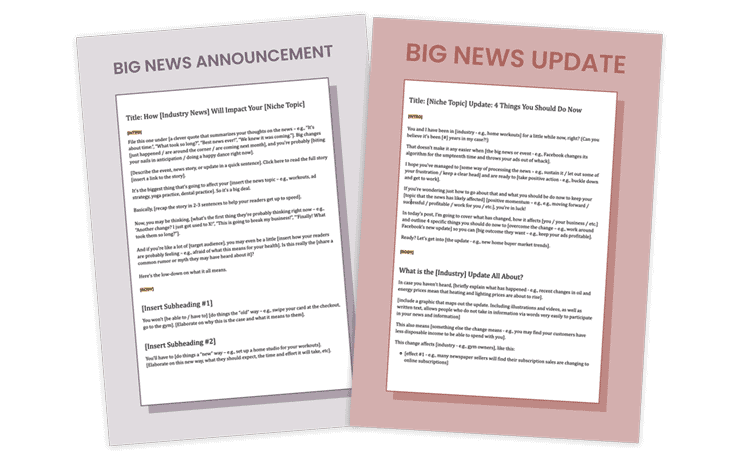 BIG NEWS ANNOUNCEMENT
Title: How [Industry News] Will Impact Your [Niche Topic]
[INTRO]
File this one under [a clever quote that summarizes your thoughts on the news – e.g., "It's
about time", "What took so long?", "Best news ever!", "We knew it was coming."]. Big changes
[just happened / are around the corner / are coming next month], and you've probably [biting
your nails in anticipation / doing a happy dance right now].
[Describe the event, news story, or update in a quick sentence]. Click here to read the full story
[insert a link to the story].
It's the biggest thing that's going to affect your [insert the news topic – e.g., workouts, ad
strategy, yoga practice, dental practice]. So it's a big deal.
Basically, [recap the story in 2-3 sentences to help your readers get up to speed].
Now, you may be thinking, [what's the first thing they're probably thinking right now – e.g.,
"Another change? I just got used to it!", "This is going to break my business!", "Finally! What
took them so long?"].
And if you're like a lot of [target audience], you may even be a little [insert how your readers
are probably feeling – e.g., afraid of what this means for your health]. Is this really the [share a
common rumor or myth they may have heard about it]?
Here's the low-down on what it all means.
[BODY]
[Insert Subheading #1]
You won't [be able to / have to] [do things the "old" way – e.g., swipe your card at the checkout,
go to the gym]. [Elaborate on why this is the case and what it means to them].
[Insert Subheading #2]
You'll have to [do things a "new" way – e.g., set up a home studio for your workouts].
[Elaborate on this new way, what they should expect, the time and effort it will take, etc].
BIG NEWS UPDATE
Title: [Niche Topic] Update: 4 Things You Should Do Now
[INTRO]
You and I have been in [industry – e.g., home workouts] for a little while now, right? (Can you
believe it's been [#] years in my case?!)
That doesn't make it any easier when [the big news or event – e.g., Facebook changes its
algorithm for the umpteenth time and throws your ads out of whack].
I hope you've managed to [some way of processing the news – e.g., sustain it / let out some of
your frustration / keep a clear head] and are ready to [take positive action – e.g., buckle down
and get to work].
If you're wondering just how to go about that and what you should be doing now to keep your
[topic that the news has likely affected] [positive momentum – e.g., moving forward /
successful / profitable / work for you / etc.], you're in luck!
In today's post, I'm going to cover what has changed, how it affects [you / your business / etc.]
and outline 4 specific things you should do now to [overcome the change – e.g., work around
Facebook's new update] so you can [big outcome they want – e.g., keep your ads profitable].
Ready? Let's get into [the update - e.g., new home buyer market trends].
[BODY]
What is the [Industry] Update All About?
In case you haven't heard, [briefly explain what has happened – e.g., recent changes in oil and
energy prices mean that heating and lighting prices are about to rise].
[include a graphic that maps out the update. Including illustrations and videos, as well as
written text, allows people who do not take in information via words very easily to participate
in your news and information]
This also means [something else the change means - e.g., you may find your customers have
less disposable income to be able to spend with you].
This change affects [industry - e.g., gym owners], like this:
[effect #1 - e.g., many newspaper sellers will find their subscription sales are changing to
online subscriptions]